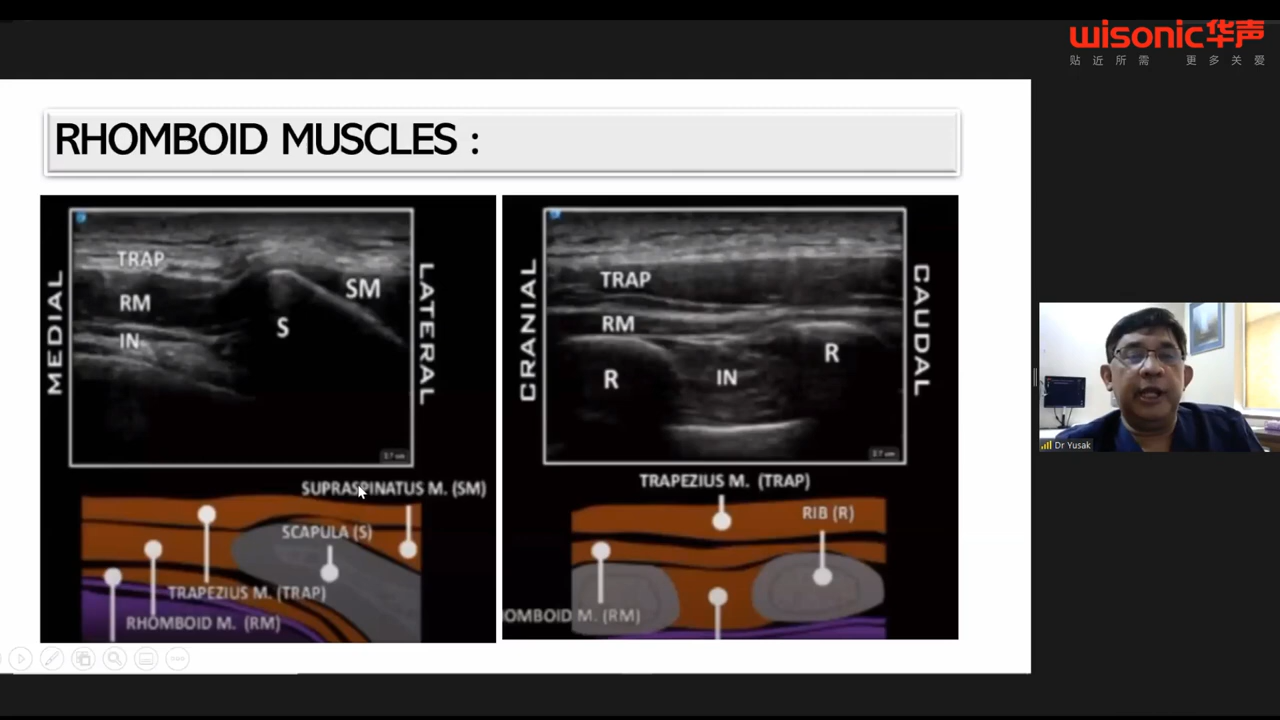 wisonic华声
贴近所需 更多关爱
RHOMBOID MUSCLES :
MEDIAL
TRAP
RM
IN
S
SM
LATERAL
CRANIAL
TRAP
RM
R
IN
R
CAUDAL
SUPRASPINATUS M. (SM)
SCAPULA (S)
TRAPEZIUS M. (TRAP)
RHOMBOID M. (RM)
TRAPEZIUS M. (TRAP)
RIB (R)
OMBOID M. (RM)
Dr Yusak